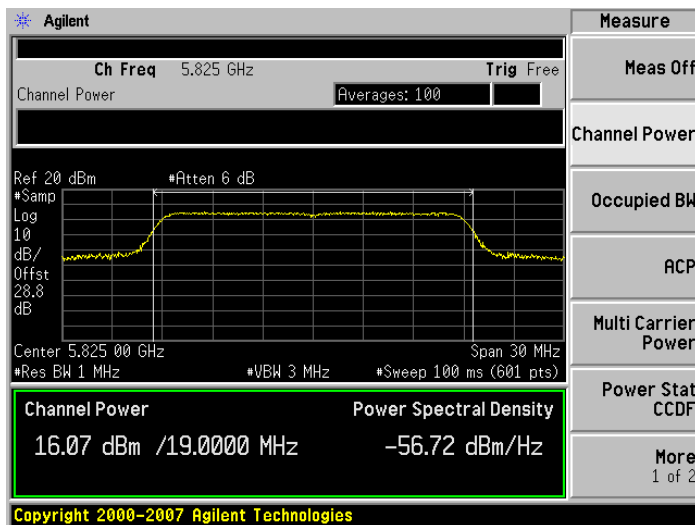 Agilent
Measure
Ch Freq 5.825 GHz Trig Free
Channel Power Averages: 100
Meas Off
Channel Power
Occupied BW
ACP
Multi Carrier
Power
Power Stat
CCDF
More
1 of 2
Ref 20 dBm #Atten 6 dB
#Samp
Log
10
dB/
Offst
28.8
dB
Center 5.825 00 GHz Span 30 MHz
#Res BW 1 MHz #VBW 3 MHz #Sweep 100 ms (601 pts)
Channel Power Power Spectral Density
16.07 dBm /19.0000 MHz -56.72 dBm/Hz
Copyright 2000-2007 Agilent Technologies